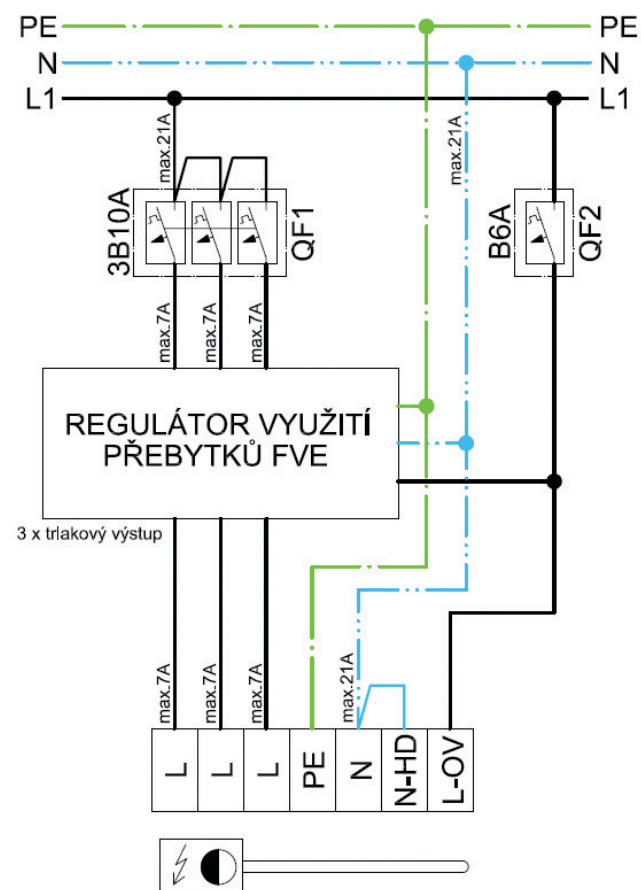 PE PE
N N
L1 L1
max.21A max.21A
3B10A QF1 B6A QF2
max.7A max.7A max.7A
REGULÁTOR VYUŽITÍ
PŘEBYTKŮ FVE
3 x trIakový výstup
max.7A max.7A max.7A max.21A
L L L PE N N-HD L-OV